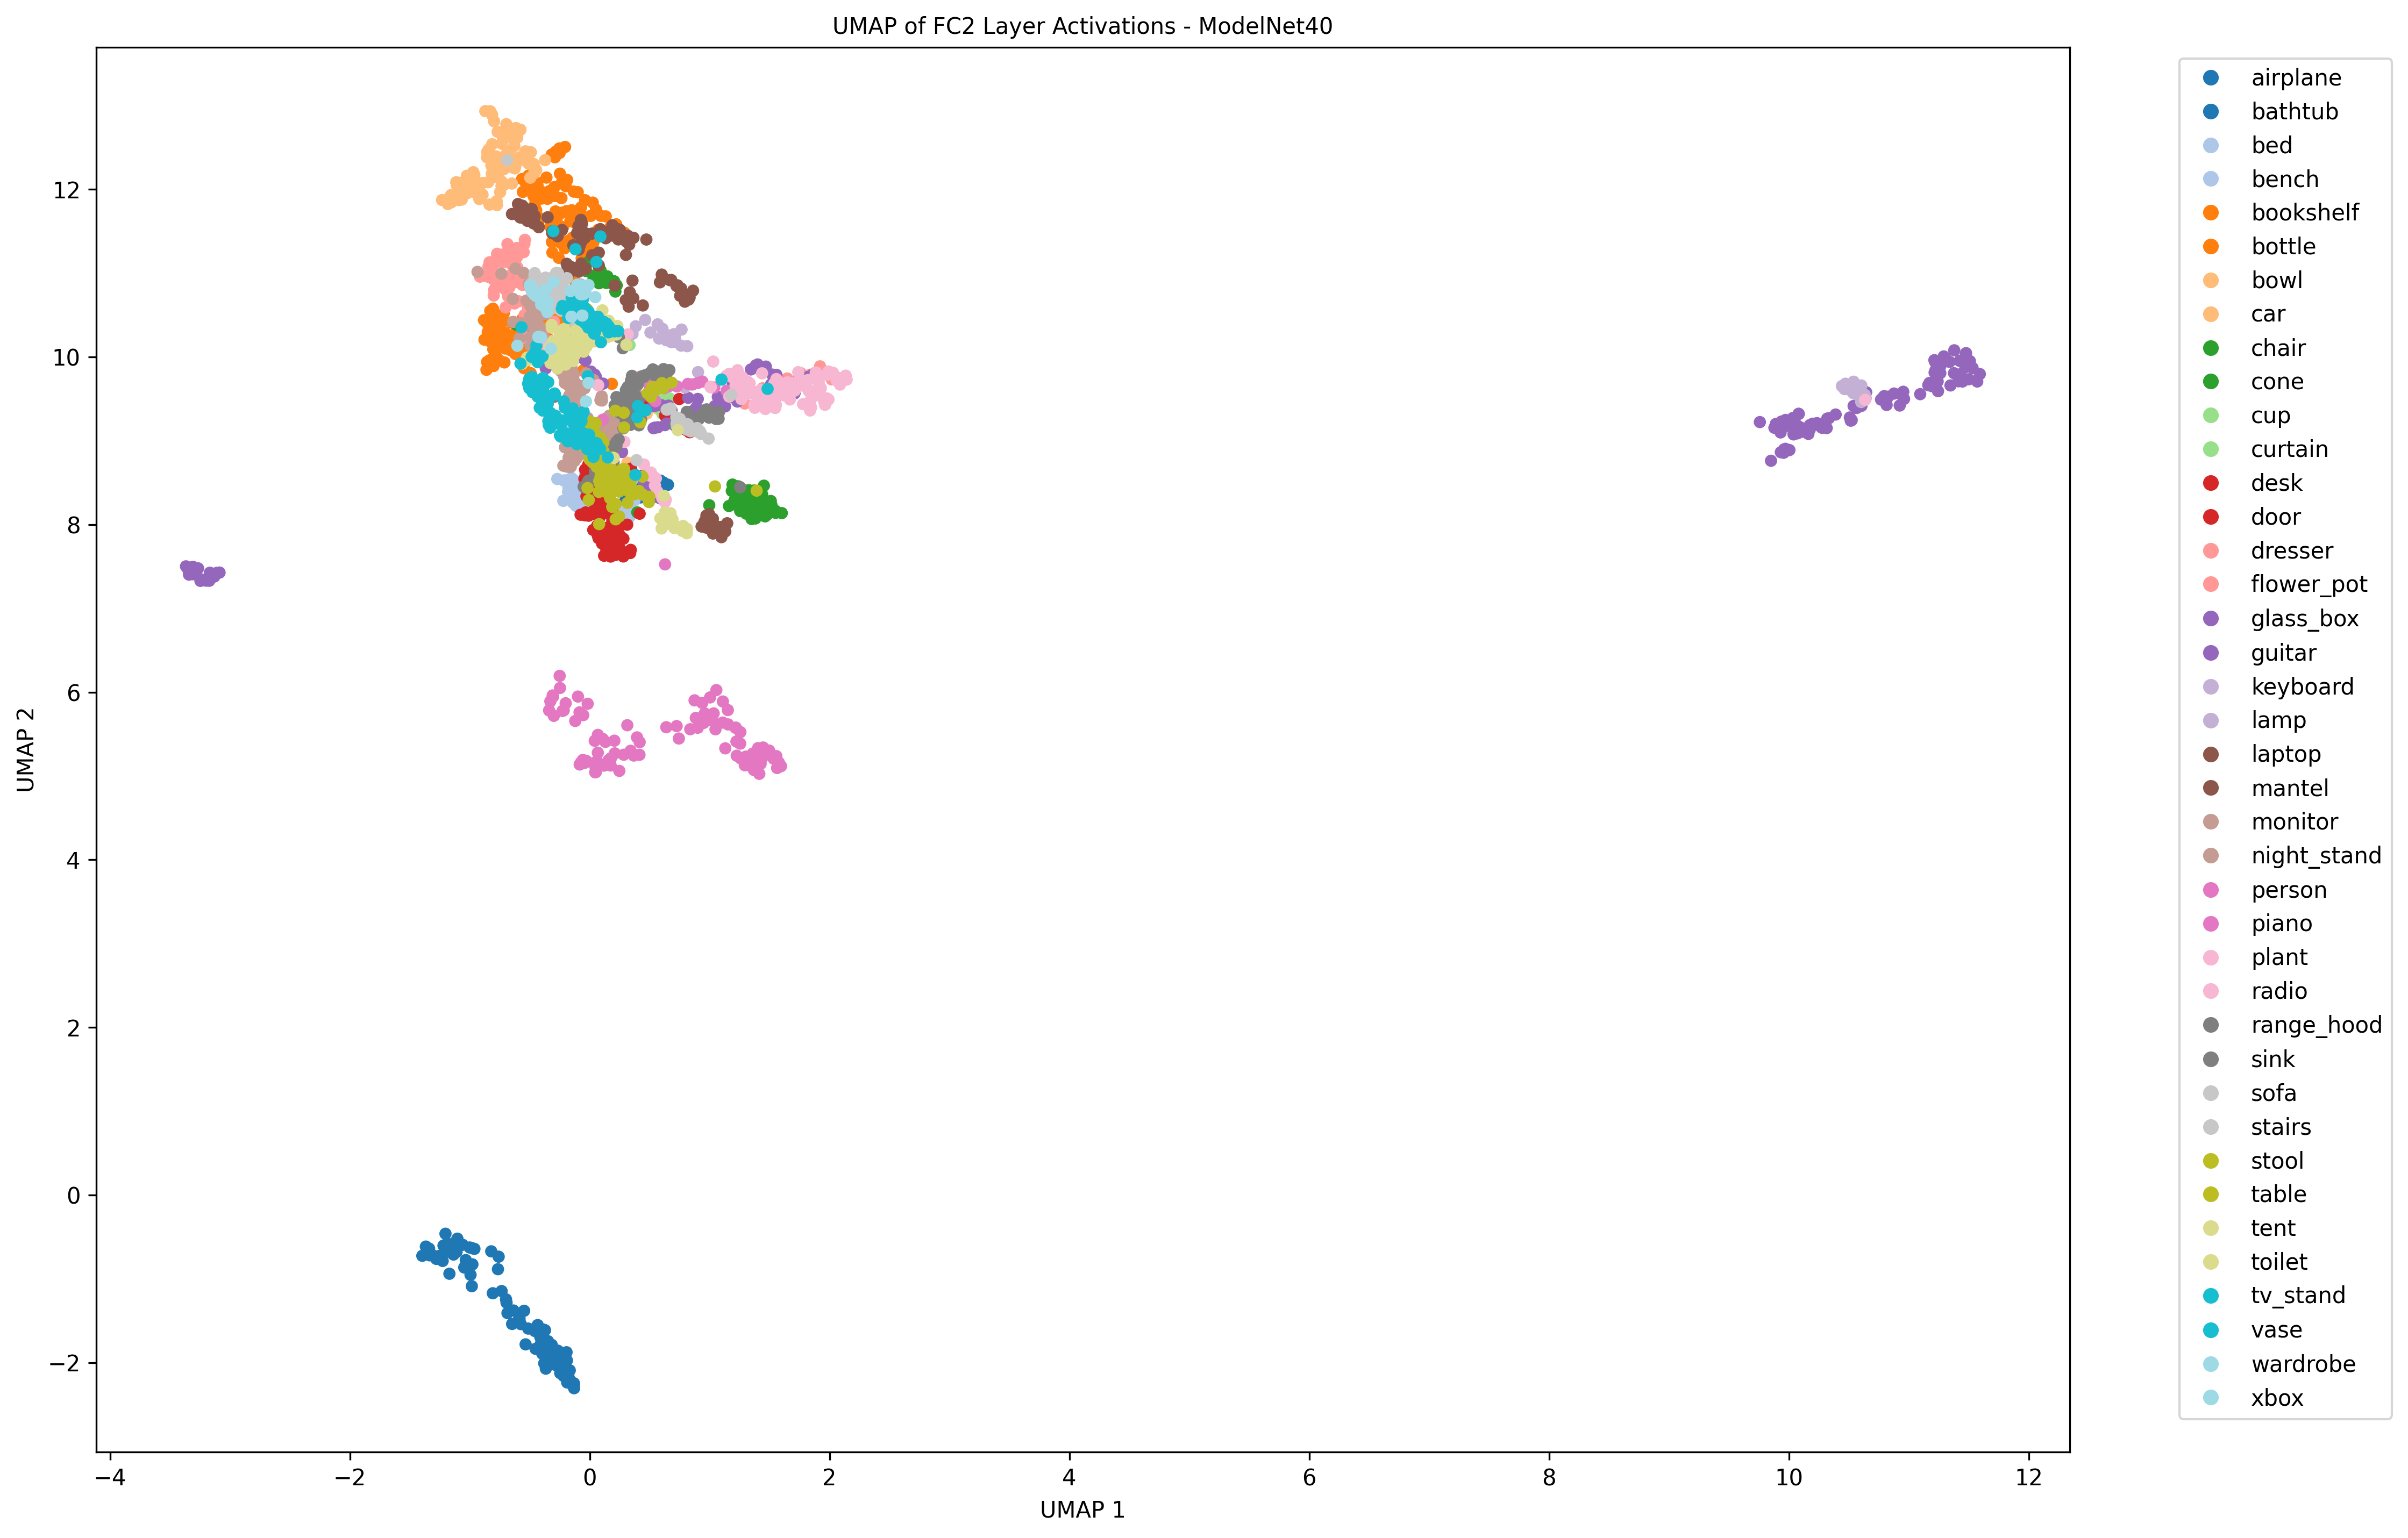 UMAP of FC2 Layer Activations - ModelNet40
UMAP 2
12
10
8
6
4
2
0
−2
−4
−2
0
2
4
6
8
10
12
UMAP 1
airplane
bathtub
bed
bench
bookshelf
bottle
bowl
car
chair
cone
cup
curtain
desk
door
dresser
flower_pot
glass_box
guitar
keyboard
lamp
laptop
mantel
monitor
night_stand
person
piano
plant
radio
range_hood
sink
sofa
stairs
stool
table
tent
toilet
tv_stand
vase
wardrobe
xbox